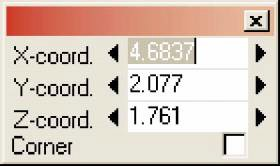 X-coord. 4.6837
Y-coord. 2.077
Z-coord. 1.761
Corner